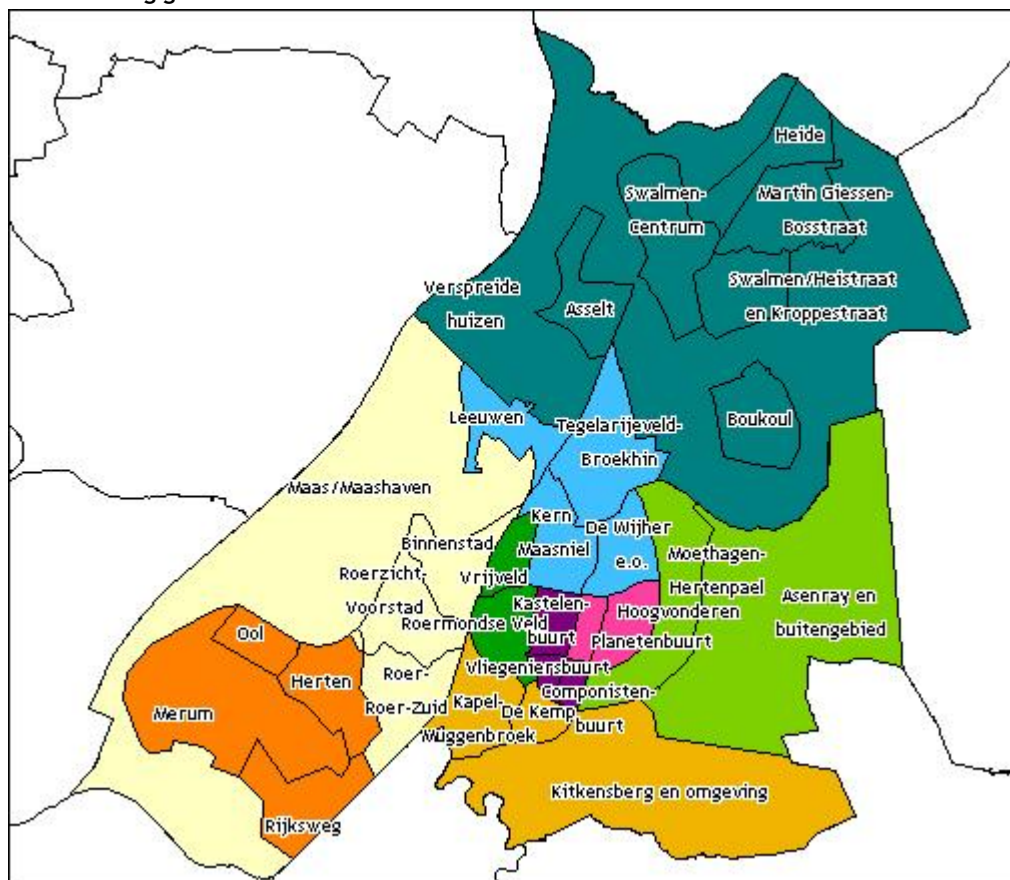 Heide
Swalmen-
Centrum
Martin Giessen-
Bosstraat
Verspreide
huizen
Asselt
Swalmen/Heistraat
en Kroppestraat
Leeuwen
Tegelarijeveld-
Broekhin
Boukoul
Maas/Maashaven
Kern
Maasniel
De Wijher
e.o.
Binnenstad
Vrijveld
Moethagen-
Hertenpael
Roerzicht-
Voorstad
Roermondse Veld
Kastelen-
buurt
Hoogvonderen
Planetenbuurt
Asenray en
buitengebied
Ool
Herten
Roer-
Roer-Zuid
Vliegeniersbuurt
Componisten-
buurt
Merum
Kapel-
Muggenbroek
De Kemp
Kitkensberg en omgeving
Rijksweg